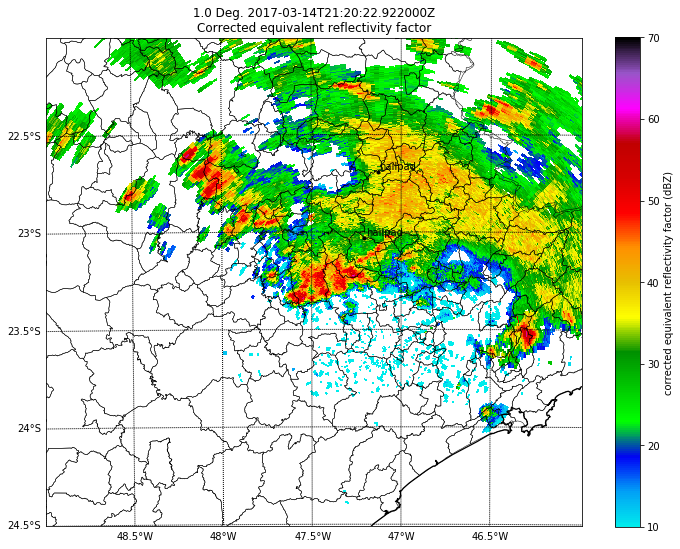 1.0 Deg. 2017-03-14T21:20:22.922000Z
Corrected equivalent reflectivity factor
22.5°S
23°S
23.5°S
24°S
24.5°S
48.5°W
48°W
47.5°W
47°W
46.5°W
hailpad
hailpad
70
60
50
40
30
20
10
corrected equivalent reflectivity factor (dBZ)